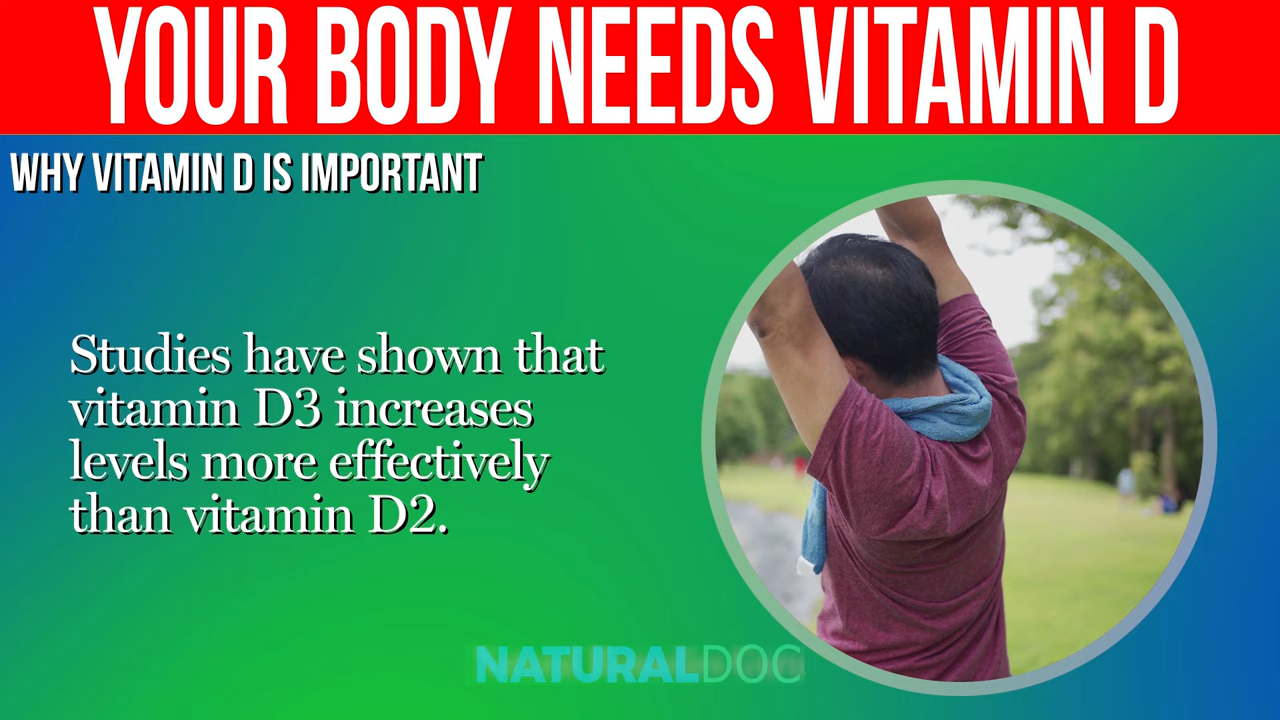 YOUR BODY NEEDS VITAMIN D
WHY VITAMIN D IS IMPORTANT
Studies have shown that
vitamin D3 increases
levels more effectively
than vitamin D2.
NATURALDOC